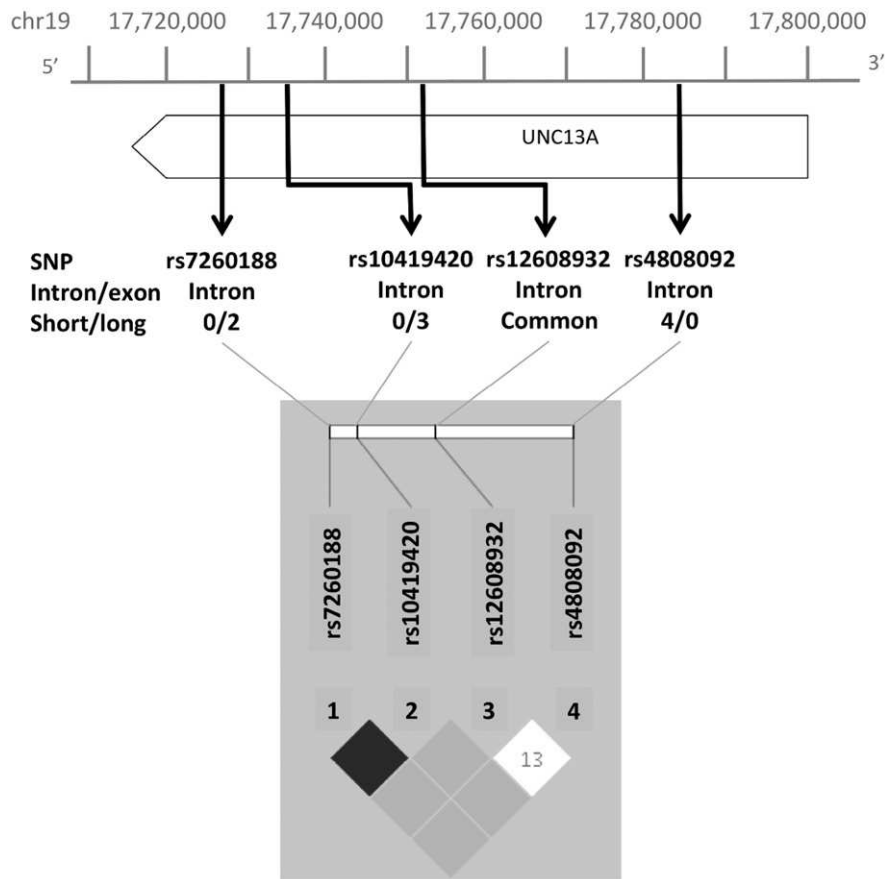 chr19 17,720,000 17,740,000 17,760,000 17,780,000 17,800,000
5’ 3’
UNC13A
SNP rs7260188 rs10419420 rs12608932 rs4808092
Intron/exon Intron Intron Intron Intron
Short/long 0/2 0/3 Common 4/0
rs7260188 rs10419420 rs12608932 rs4808092
1 2 3 4
13